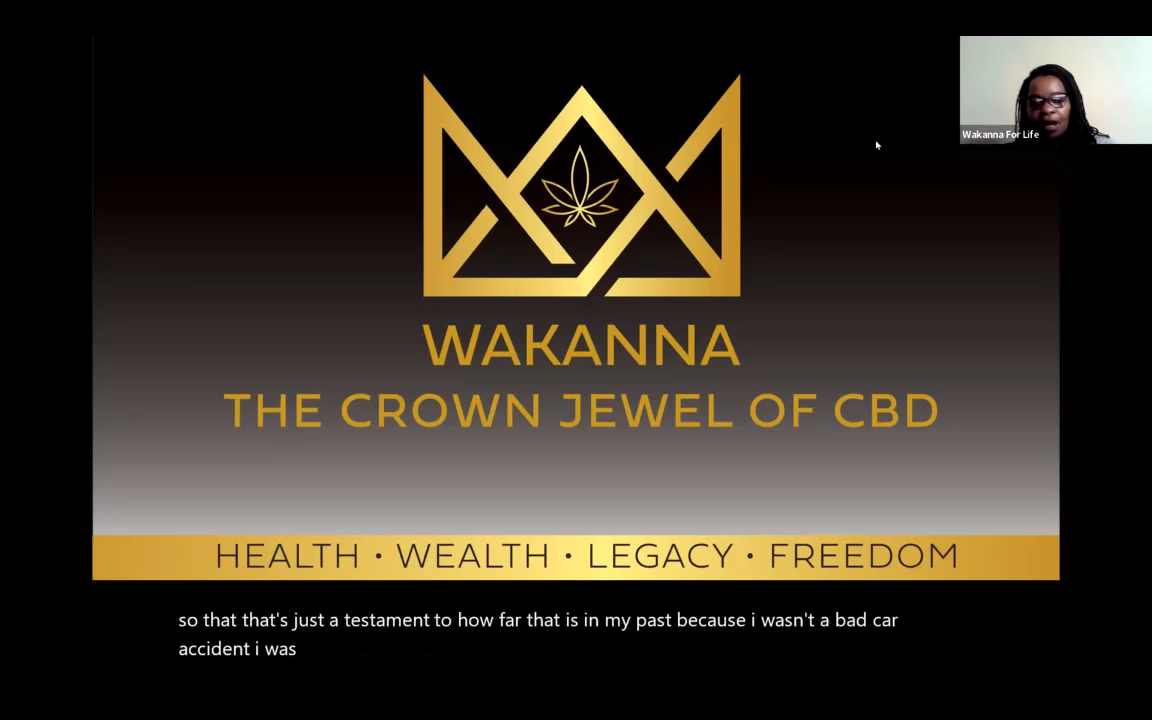 Wakanna For Life
WAKANNA
THE CROWN JEWEL OF CBD
HEALTH • WEALTH • LEGACY • FREEDOM
so that that's just a testament to how far that is in my past because i wasn't a bad car
accident i was